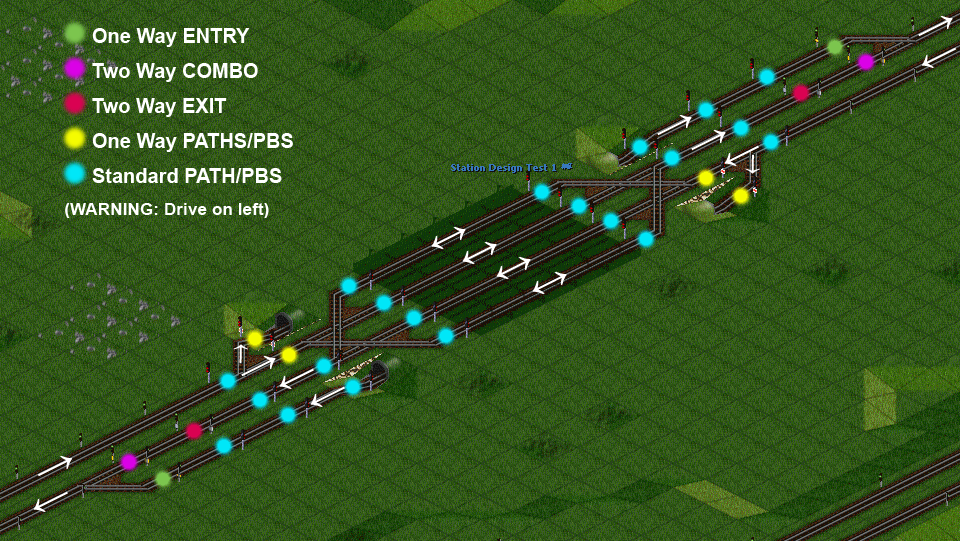 One Way ENTRY
Two Way COMBO
Two Way EXIT
One Way PATHS/PBS
Standard PATH/PBS
(WARNING: Drive on left)
Station Design Test 1